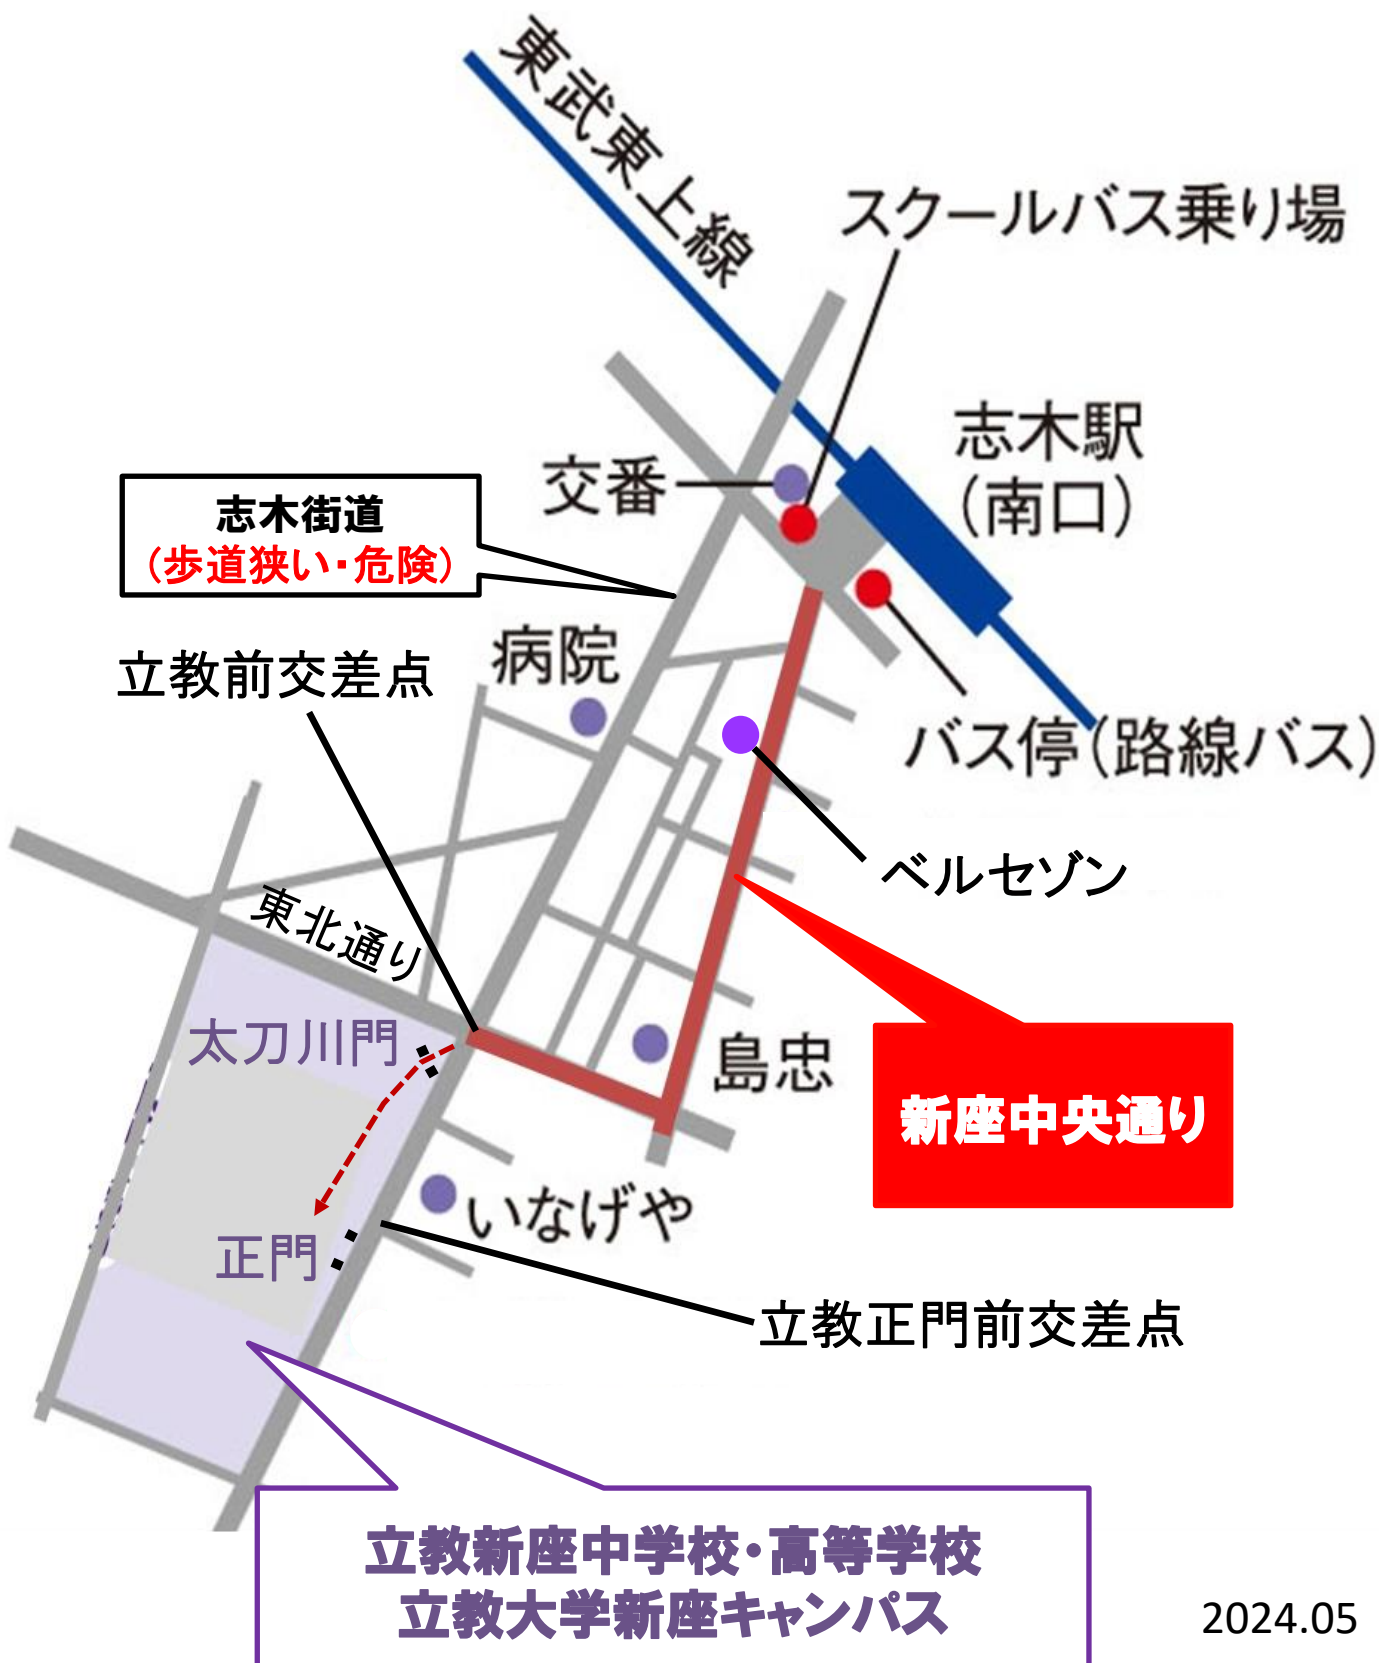 東武東上線
スクールバス乗り場
志木駅
（南口）
交番
志木街道
（歩道狭い・危険）
病院
立教前交差点
バス停（路線バス）
ベルセゾン
東北通り
太刀川門
島忠
新座中央通り
いなげや
正門
立教正門前交差点
立教新座中学校・高等学校
立教大学新座キャンパス
2024.05